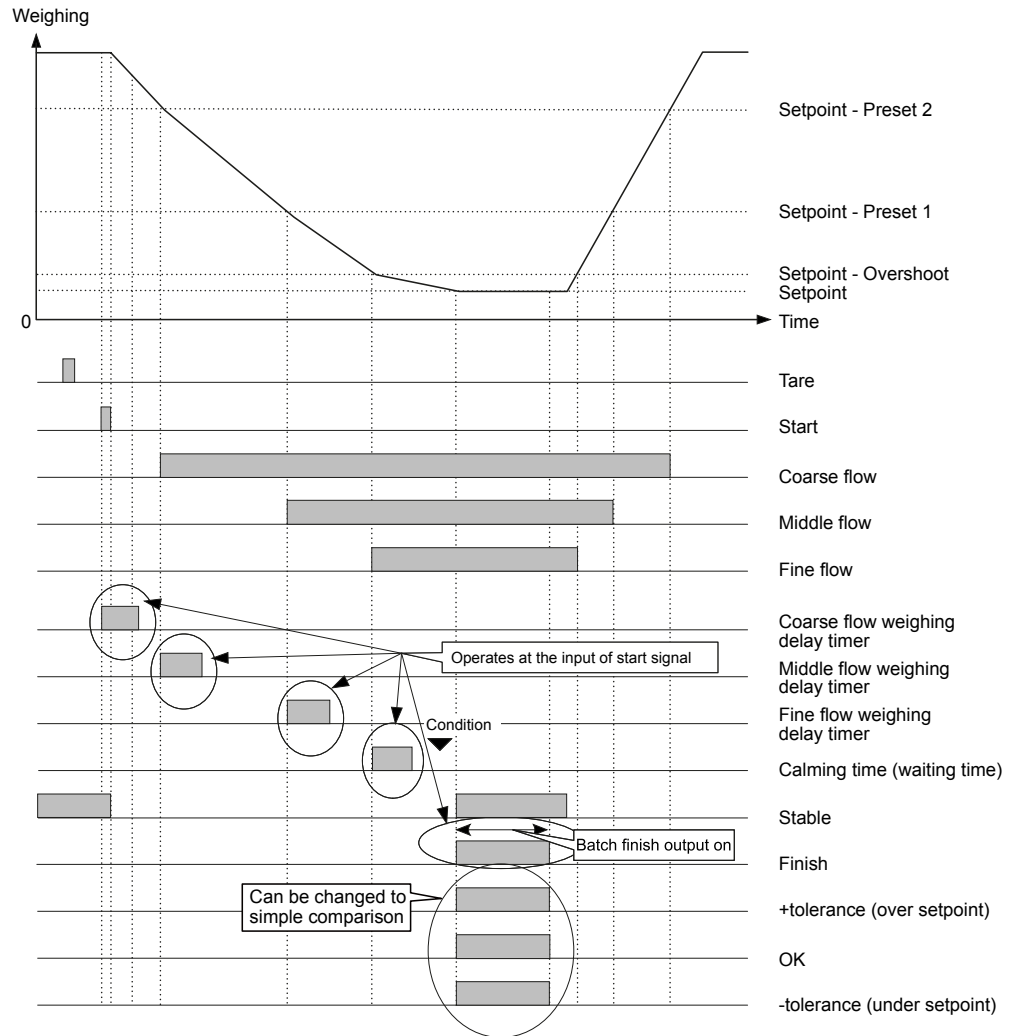 Weighing
Setpoint - Preset 2
Setpoint - Preset 1
Setpoint - Overshoot
Setpoint
0
Time
Tare
Start
Coarse flow
Middle flow
Fine flow
Coarse flow weighing
delay timer
Operates at the input of start signal
Middle flow weighing
delay timer
Fine flow weighing
delay timer
Condition
Calming time (waiting time)
Stable
Batch finish output on
Finish
Can be changed to
simple comparison
+tolerance (over setpoint)
OK
-tolerance (under setpoint)